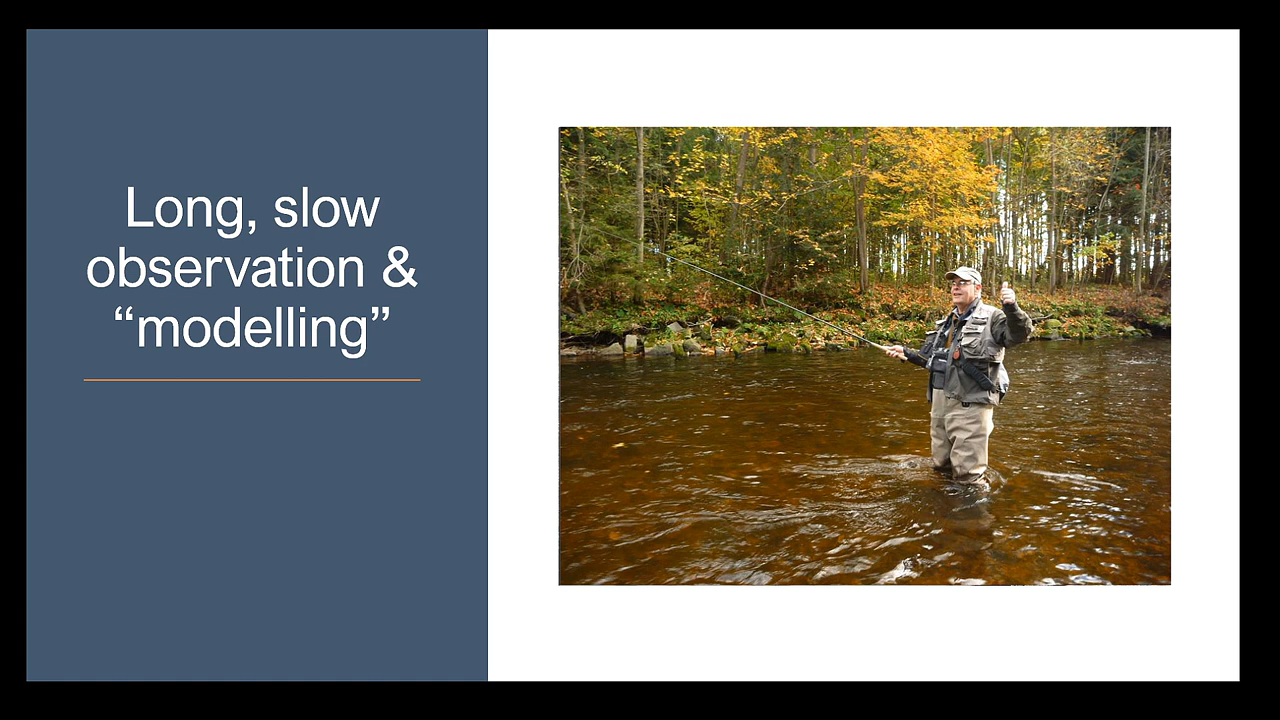 Long, slow
observation &
“modelling”